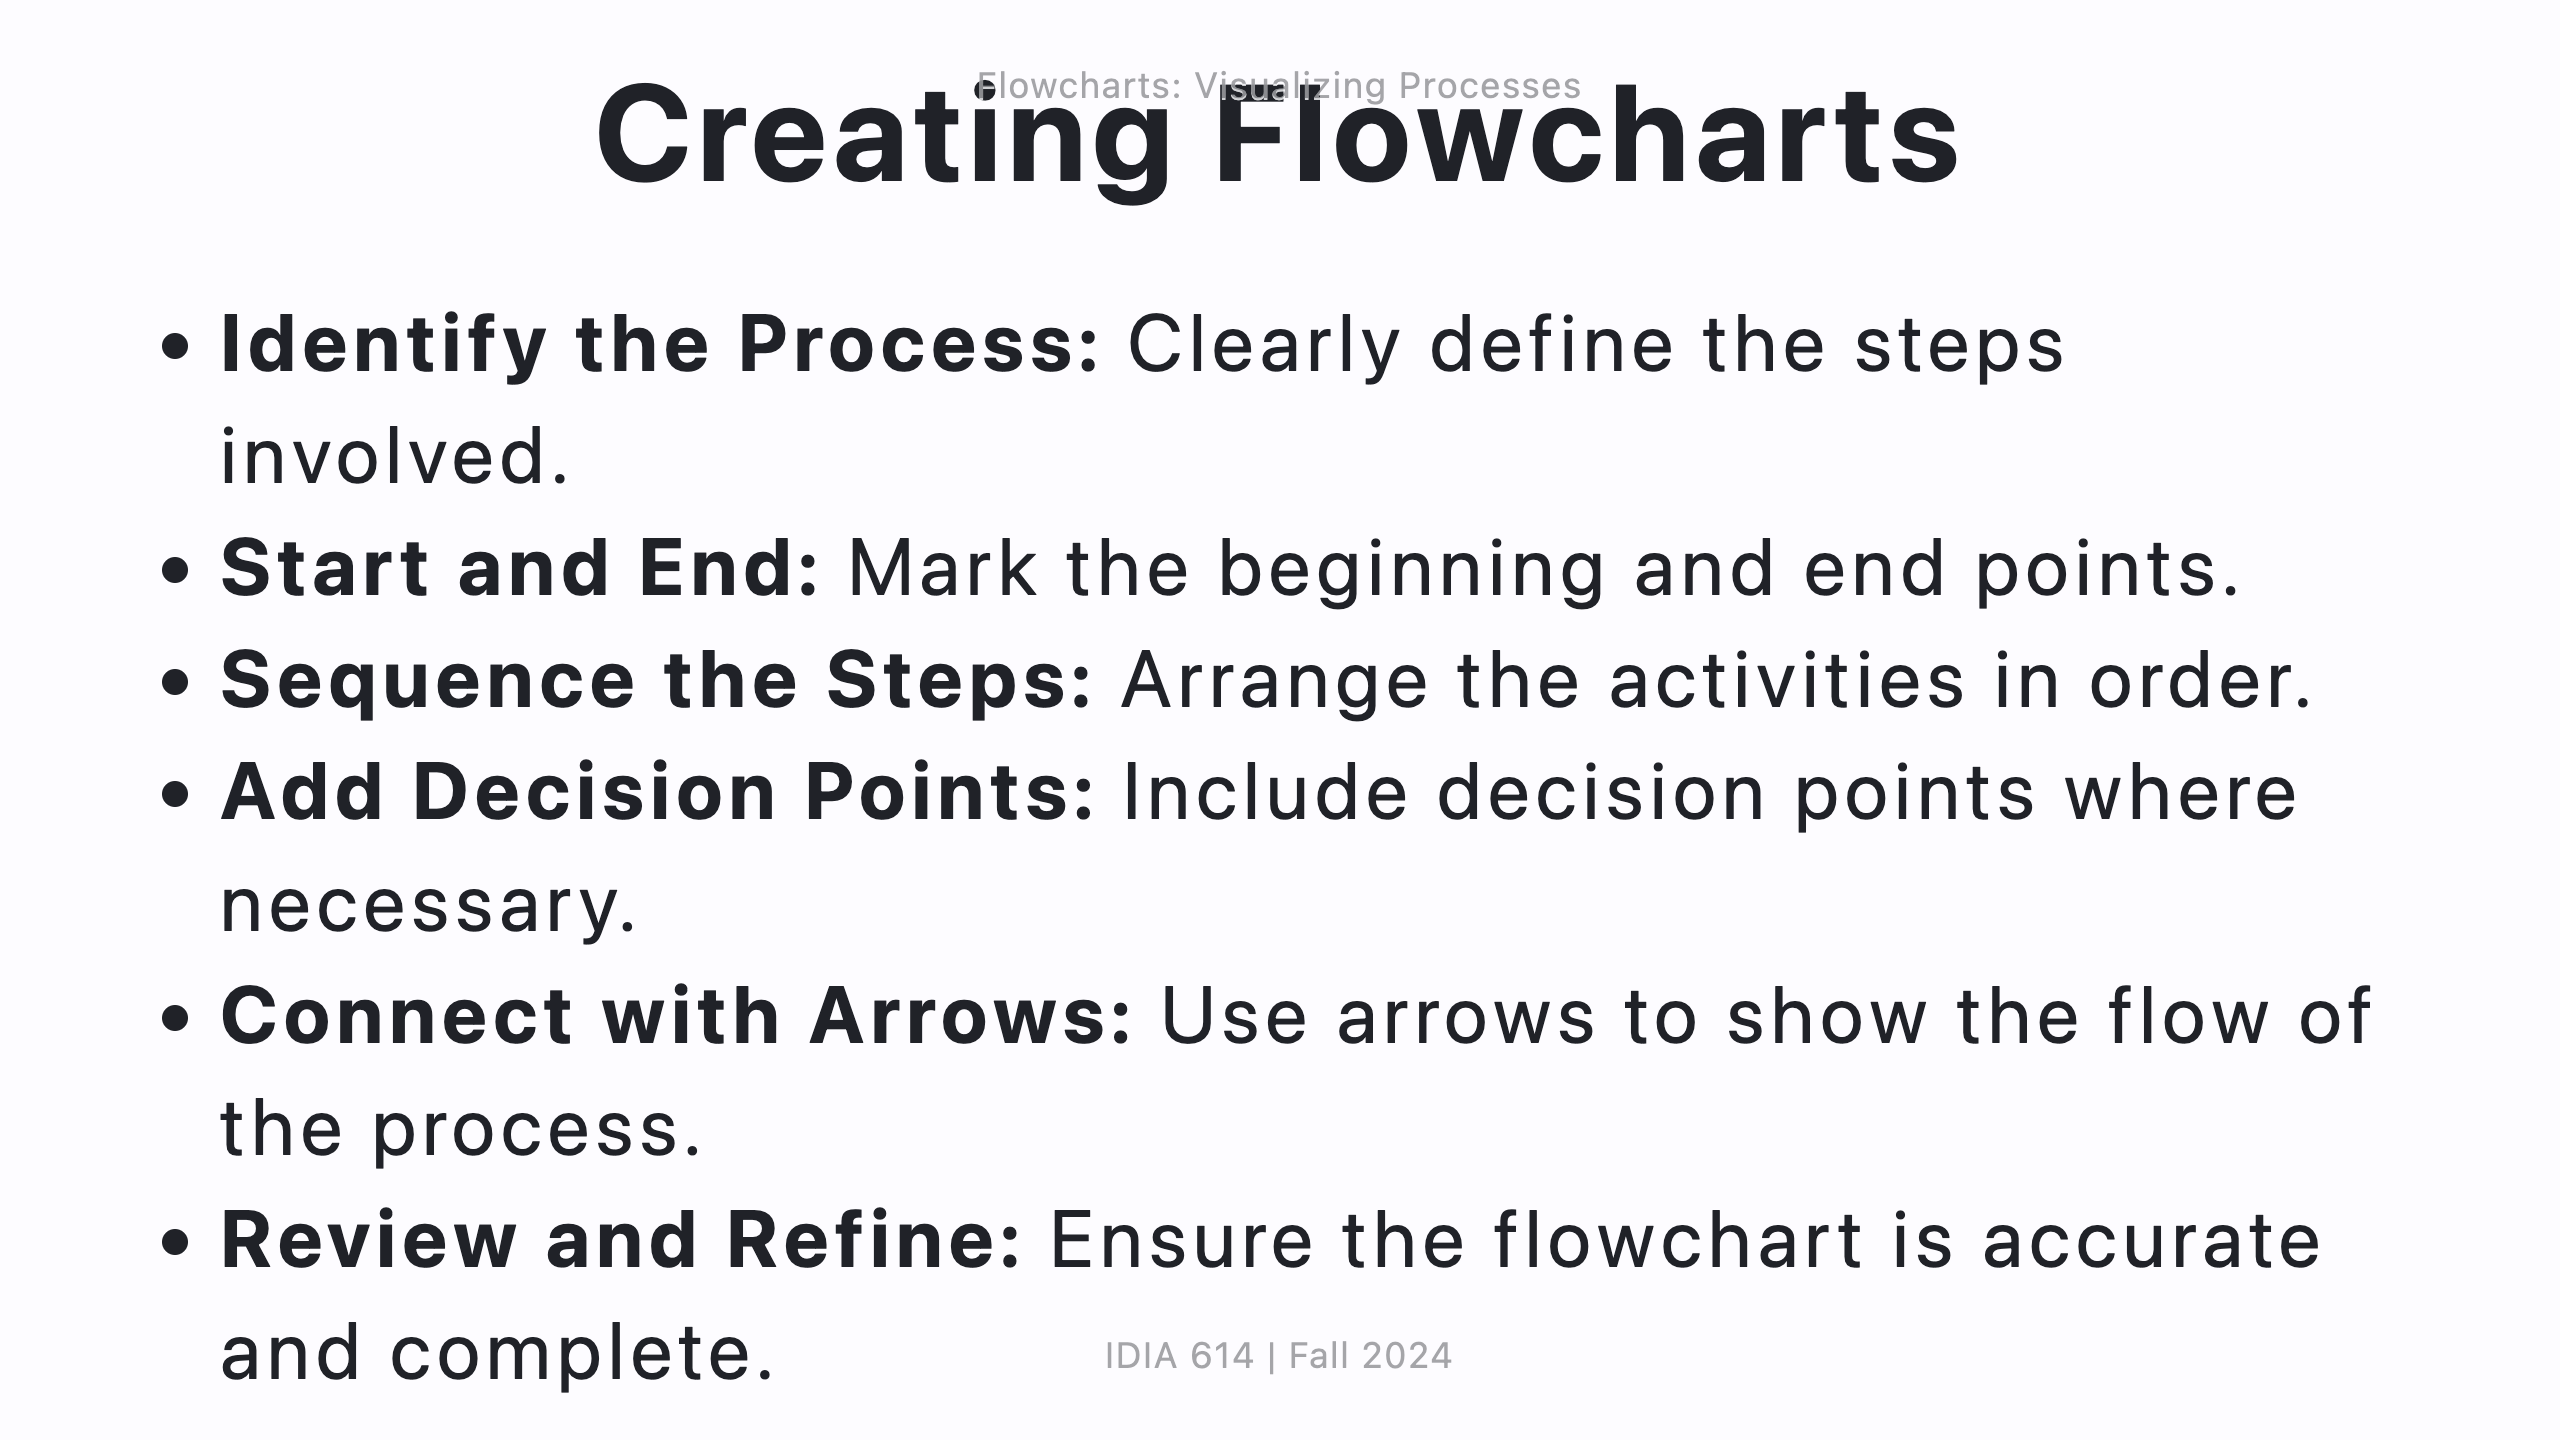 Flowcharts: Visualizing Processes
Creating Flowcharts
• Identify the Process: Clearly define the steps
involved.
• Start and End: Mark the beginning and end points.
• Sequence the Steps: Arrange the activities in order.
• Add Decision Points: Include decision points where
necessary.
• Connect with Arrows: Use arrows to show the flow of
the process.
• Review and Refine: Ensure the flowchart is accurate
and complete.
IDIA 614 | Fall 2024